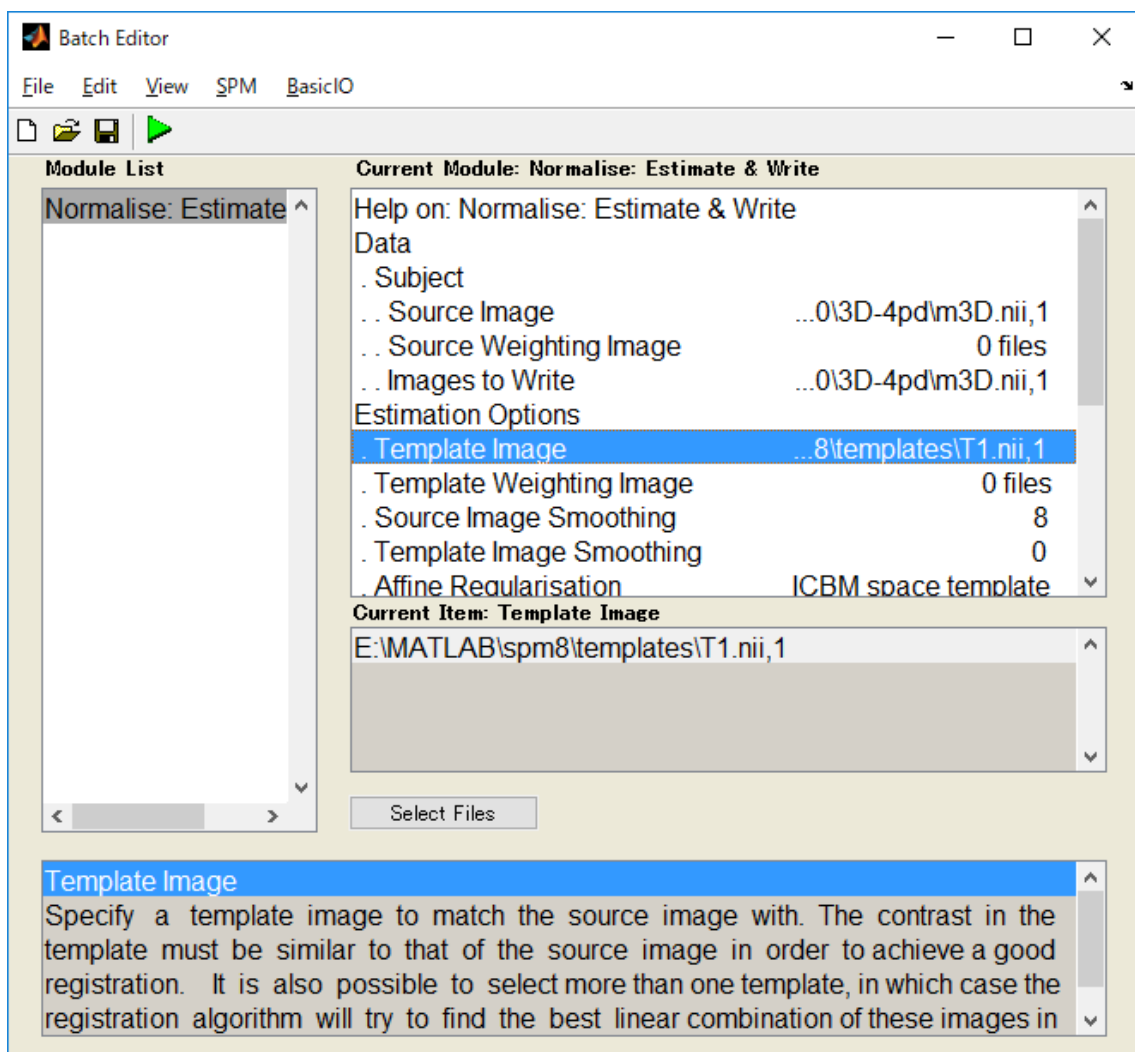 Batch Editor
File Edit View SPM BasicIO
Module List
Normalise: Estimate
Current Module: Normalise: Estimate & Write
Help on: Normalise: Estimate & Write
Data
. Subject
. . Source Image ...0\3D-4pd\m3D.nii,1
. . Source Weighting Image 0 files
. . Images to Write ...0\3D-4pd\m3D.nii,1
Estimation Options
. Template Image ...8\templates\T1.nii,1
. Template Weighting Image 0 files
. Source Image Smoothing 8
. Template Image Smoothing 0
. Affine Regularisation ICBM space template
Current Item: Template Image
E:\MATLAB\spm8\templates\T1.nii,1
Select Files
Template Image
Specify a template image to match the source image with. The contrast in the
template must be similar to that of the source image in order to achieve a good
registration. It is also possible to select more than one template, in which case the
registration algorithm will try to find the best linear combination of these images in